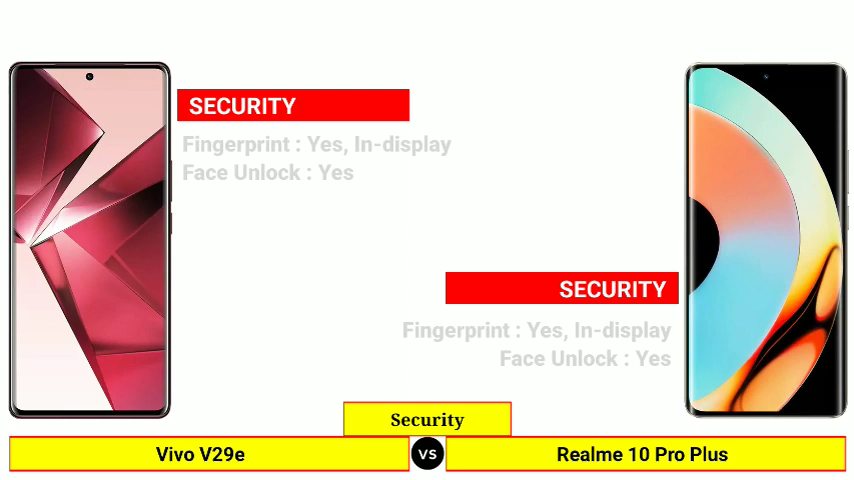 SECURITY
Fingerprint : Yes, In-display
Face Unlock : Yes
SECURITY
Fingerprint : Yes, In-display
Face Unlock : Yes
Security
Vivo V29e
VS
Realme 10 Pro Plus